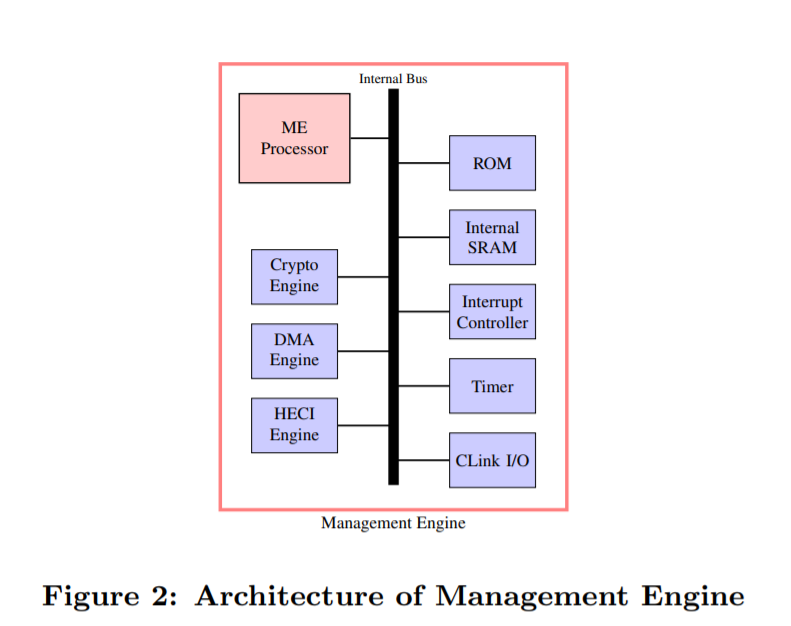 Internal Bus
ME
Processor
ROM
Internal
SRAM
Crypto
Engine
Interrupt
Controller
DMA
Engine
Timer
HECI
Engine
CLink I/O
Management Engine
Figure 2: Architecture of Management Engine